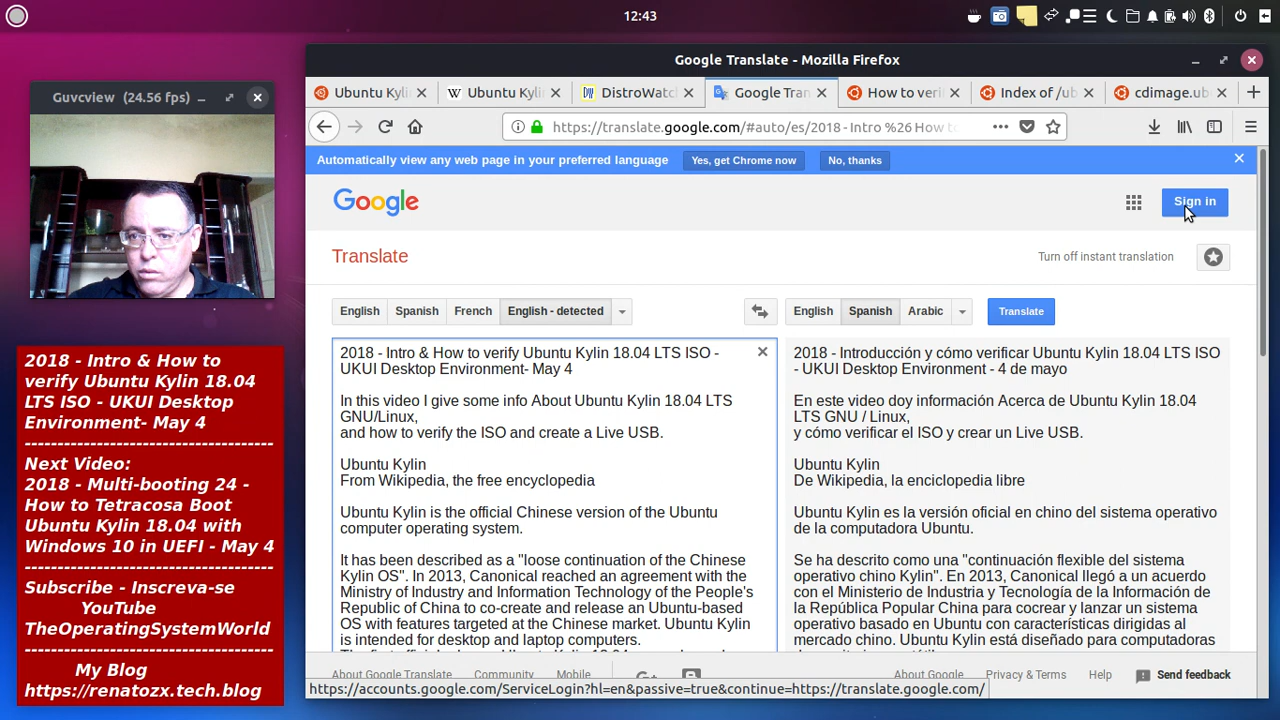 12:43
Guvcview (24.56 fps)
2018 - Intro & How to
verify Ubuntu Kylin 18.04
LTS ISO - UKUI Desktop
Environment- May 4
------------------------------------
Next Video:
2018 - Multi-booting 24 -
How to Tetracosa Boot
Ubuntu Kylin 18.04 with
Windows 10 in UEFI - May 4
------------------------------------
Subscribe - Inscreva-se
YouTube
TheOperatingSystemWorld
------------------------------------
My Blog
https://renatozx.tech.blog
Google Translate - Mozilla Firefox
Ubuntu Kyli
Ubuntu Kylin
DistroWatch
Google Tran
How to veri
Index of /ub
cdimage.ub
https://translate.google.com/#auto/es/2018 - Intro %26 How to
Automatically view any web page in your preferred language
Yes, get Chrome now
No, thanks
Google
Sign in
Translate
Turn off instant translation
English Spanish French English - detected
English Spanish Arabic Translate
2018 - Intro & How to verify Ubuntu Kylin 18.04 LTS ISO -
UKUI Desktop Environment- May 4
In this video I give some info About Ubuntu Kylin 18.04 LTS
GNU/Linux,
and how to verify the ISO and create a Live USB.
Ubuntu Kylin
From Wikipedia, the free encyclopedia
Ubuntu Kylin is the official Chinese version of the Ubuntu
computer operating system.
It has been described as a "loose continuation of the Chinese
Kylin OS". In 2013, Canonical reached an agreement with the
Ministry of Industry and Information Technology of the People's
Republic of China to co-create and release an Ubuntu-based
OS with features targeted at the Chinese market. Ubuntu Kylin
is intended for desktop and laptop computers.
2018 - Introducción y cómo verificar Ubuntu Kylin 18.04 LTS ISO
- UKUI Desktop Environment - 4 de mayo
En este video doy información Acerca de Ubuntu Kylin 18.04
LTS GNU / Linux,
y cómo verificar el ISO y crear un Live USB.
Ubuntu Kylin
De Wikipedia, la enciclopedia libre
Ubuntu Kylin es la versión oficial en chino del sistema operativo
de la computadora Ubuntu.
Se ha descrito como una "continuación flexible del sistema
operativo chino Kylin". En 2013, Canonical llegó a un acuerdo
con el Ministerio de Industria y Tecnología de la Información de
la República Popular China para cocrear y lanzar un sistema
operativo basado en Ubuntu con características dirigidas al
mercado chino. Ubuntu Kylin está diseñado para computadoras
About Google Translate Community Mobile
About Google Privacy & Terms Help Send feedback
https://accounts.google.com/ServiceLogin?hl=en&passive=true&continue=https://translate.google.com/